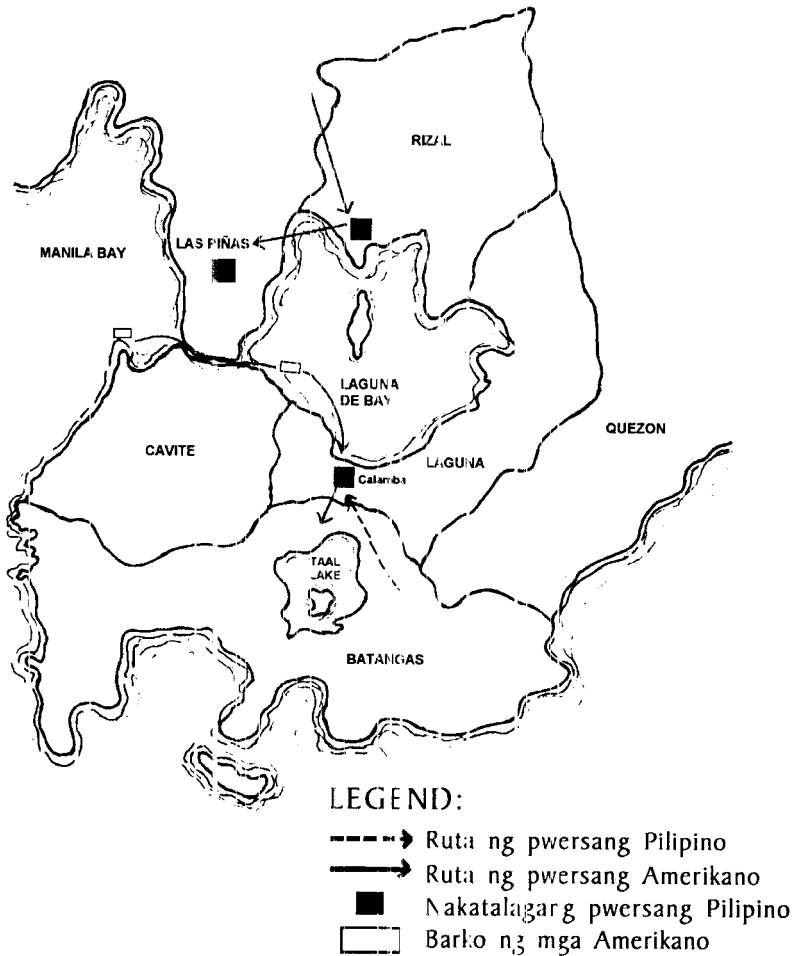 RIZAL
LAS PIÑAS
MANILA BAY
LAGUNA
DE BAY
QUEZON
CAVITE
LAGUNA
Calamba
TAAL
LAKE
BATANGAS
LEGEND:
Ruta ng pwersang Pilipino
Ruta ng pwersang Amerikano
Nakatalagang pwersang Pilipino
Barko ng mga Amerikano